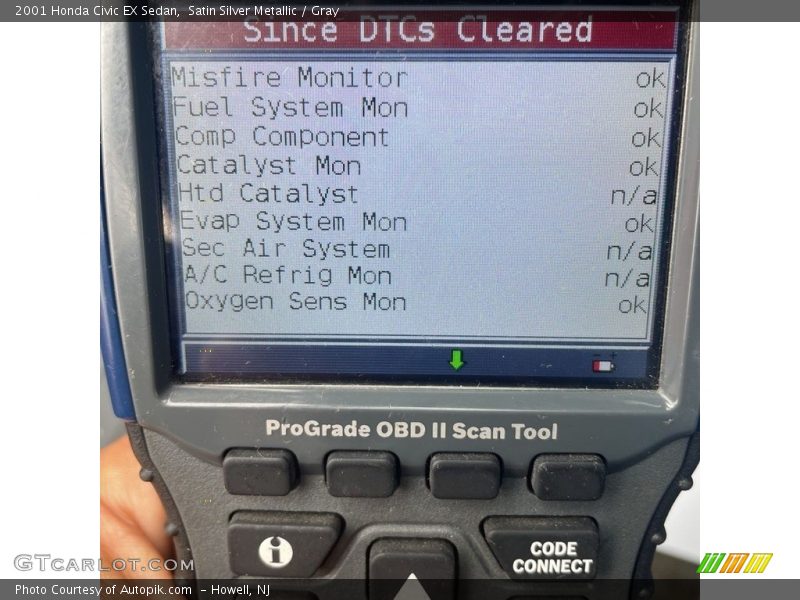 2001 Honda Civic EX Sedan,  Satin Silver Metallic / Gray
Since DTCs Cleared
Misfire Monitor ok
Fuel System Mon ok
Comp Component ok
Catalyst Mon ok
Htd Catalyst n/a
Evap System Mon ok
Sec Air System n/a
A/C Refrig Mon n/a
Oxygen Sens Mon ok
ProGrade OBD II Scan Tool
i
CODE
CONNECT
GTCARLOT.COM
Photo Courtesy of Autopik.com  – Howell, NJ